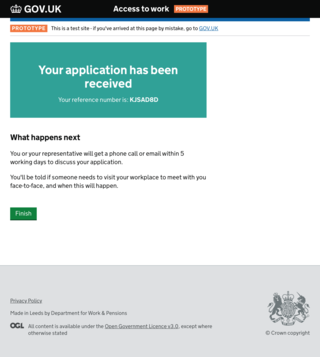 GOV.UK
Access to work PROTOTYPE
PROTOTYPE This is a test site - if you've arrived at this page by mistake, go to GOV.UK
Your application has been
received
Your reference number is: KJSADBD
What happens next
You or your representative will get a phone call or email within 5
working days to discuss your application.
You'll be told if someone needs to visit your workplace to meet with you
face-to-face, and when this will happen.
Finish
Privacy Policy
Made in Leeds by Department for Work & Pensions
OGL All content is available under the Open Government Licence v3.0, except where
otherwise stated
© Crown copyright